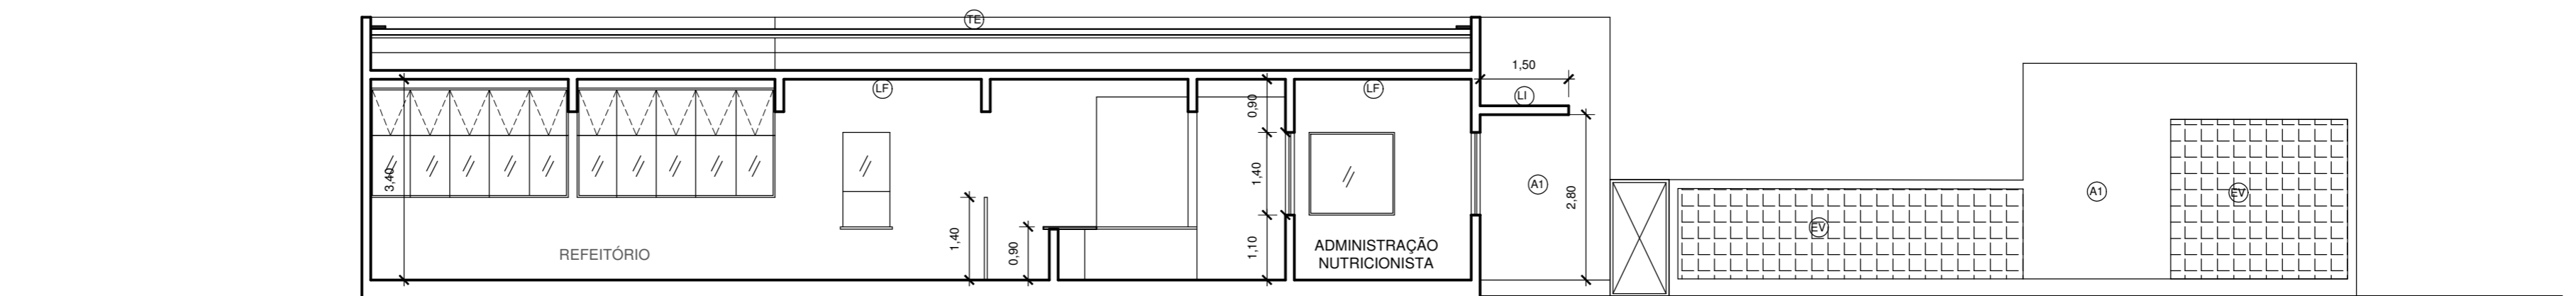 TE
1,50
LF
LF
LI
0,90
3,40
1,40
A1
2,80
A1
EV
EV
1,40
0,90
1,10
REFEITÓRIO
ADMINISTRAÇÃO
NUTRICIONISTA